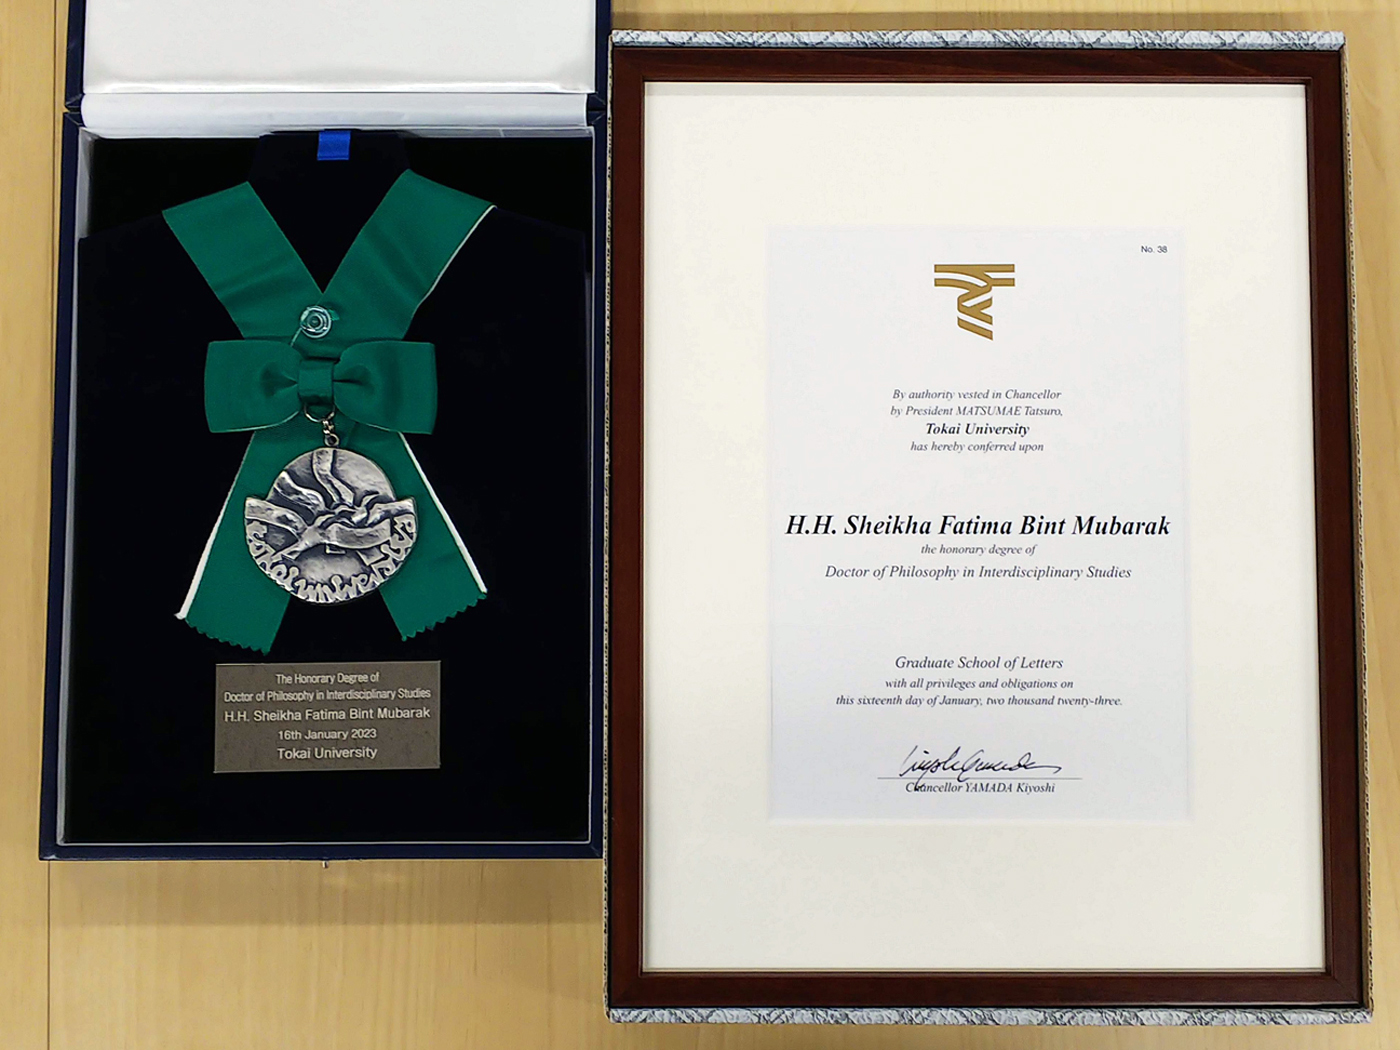 The Honorary Degree of
Doctor of Philosophy in Interdisciplinary Studies
H.H. Sheikha Fatima Bint Mubarak
16th January 2023
Tokai University
No. 38
By authority vested in Chancellor
by President MATSUMAE Tatsuro,
Tokai University
has hereby conferred upon
H.H. Sheikha Fatima Bint Mubarak
the honorary degree of
Doctor of Philosophy in Interdisciplinary Studies
Graduate School of Letters
with all privileges and obligations on
this sixteenth day of January, two thousand twenty-three.
Chancellor YAMADA Kiyoshi